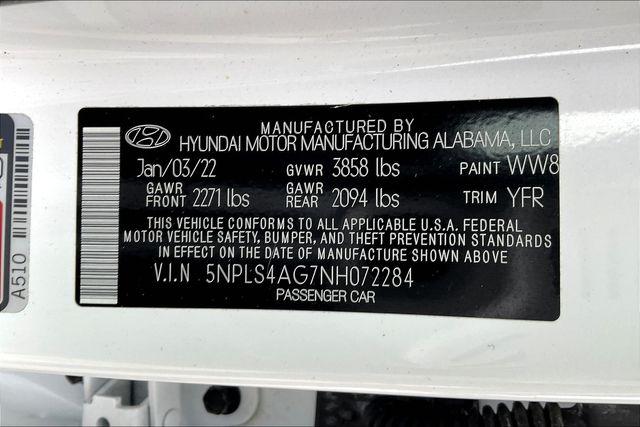 MANUFACTURED BY
HYUNDAI MOTOR MANUFACTURING ALABAMA, LLC
Jan/03/22 GVWR 3858 lbs PAINT WW8
GAWR FRONT 2271 lbs GAWR REAR 2094 lbs TRIM YFR
THIS VEHICLE CONFORMS TO ALL APPLICABLE U.S.A. FEDERAL
MOTOR VEHICLE SAFETY, BUMPER, AND THEFT PREVENTION STANDARDS
IN EFFECT ON THE DATE OF MANUFACTURE SHOWN ABOVE
V.I.N 5NPLS4AG7NH072284
PASSENGER CAR
A510